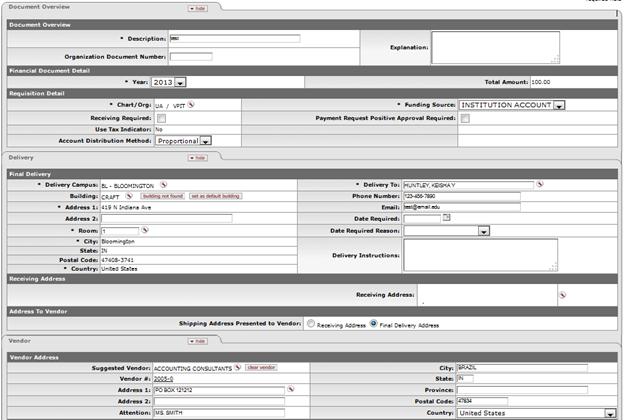 Document Overview ▾ hide
Document Overview
* Description: test Explanation:
Organization Document Number:
Financial Document Detail
* Year: 2013 Total Amount: 100.00
Requisition Detail
* Chart/Org: UA / VPIT * Funding Source: INSTITUTION ACCOUNT
Receiving Required: Payment Request Positive Approval Required:
Use Tax Indicator: No
Account Distribution Method: Proportional
Delivery ▾ hide
Final Delivery
* Delivery Campus: BL - BLOOMINGTON * Delivery To: HUNTLEY, KEISHA Y
Building: CRAFT building not found set as default building Phone Number: 123-456-7890
* Address 1: 419 N Indiana Ave Email: test@email.edu
Address 2: Date Required:
* Room: 1 Date Required Reason:
* City: Bloomington
State: IN Delivery Instructions:
Postal Code: 47408-3741
* Country: United States
Receiving Address
Receiving Address:
Address To Vendor
Shipping Address Presented to Vendor: Receiving Address Final Delivery Address
Vendor ▾ hide
Vendor Address
Suggested Vendor: ACCOUNTING CONSULTANTS clear vendor City: BRAZIL
Vendor #: 2005-0 State: IN
Address 1: PO BOX 121212 Province:
Address 2: Postal Code: 47834
Attention: MS. SMITH Country: United States